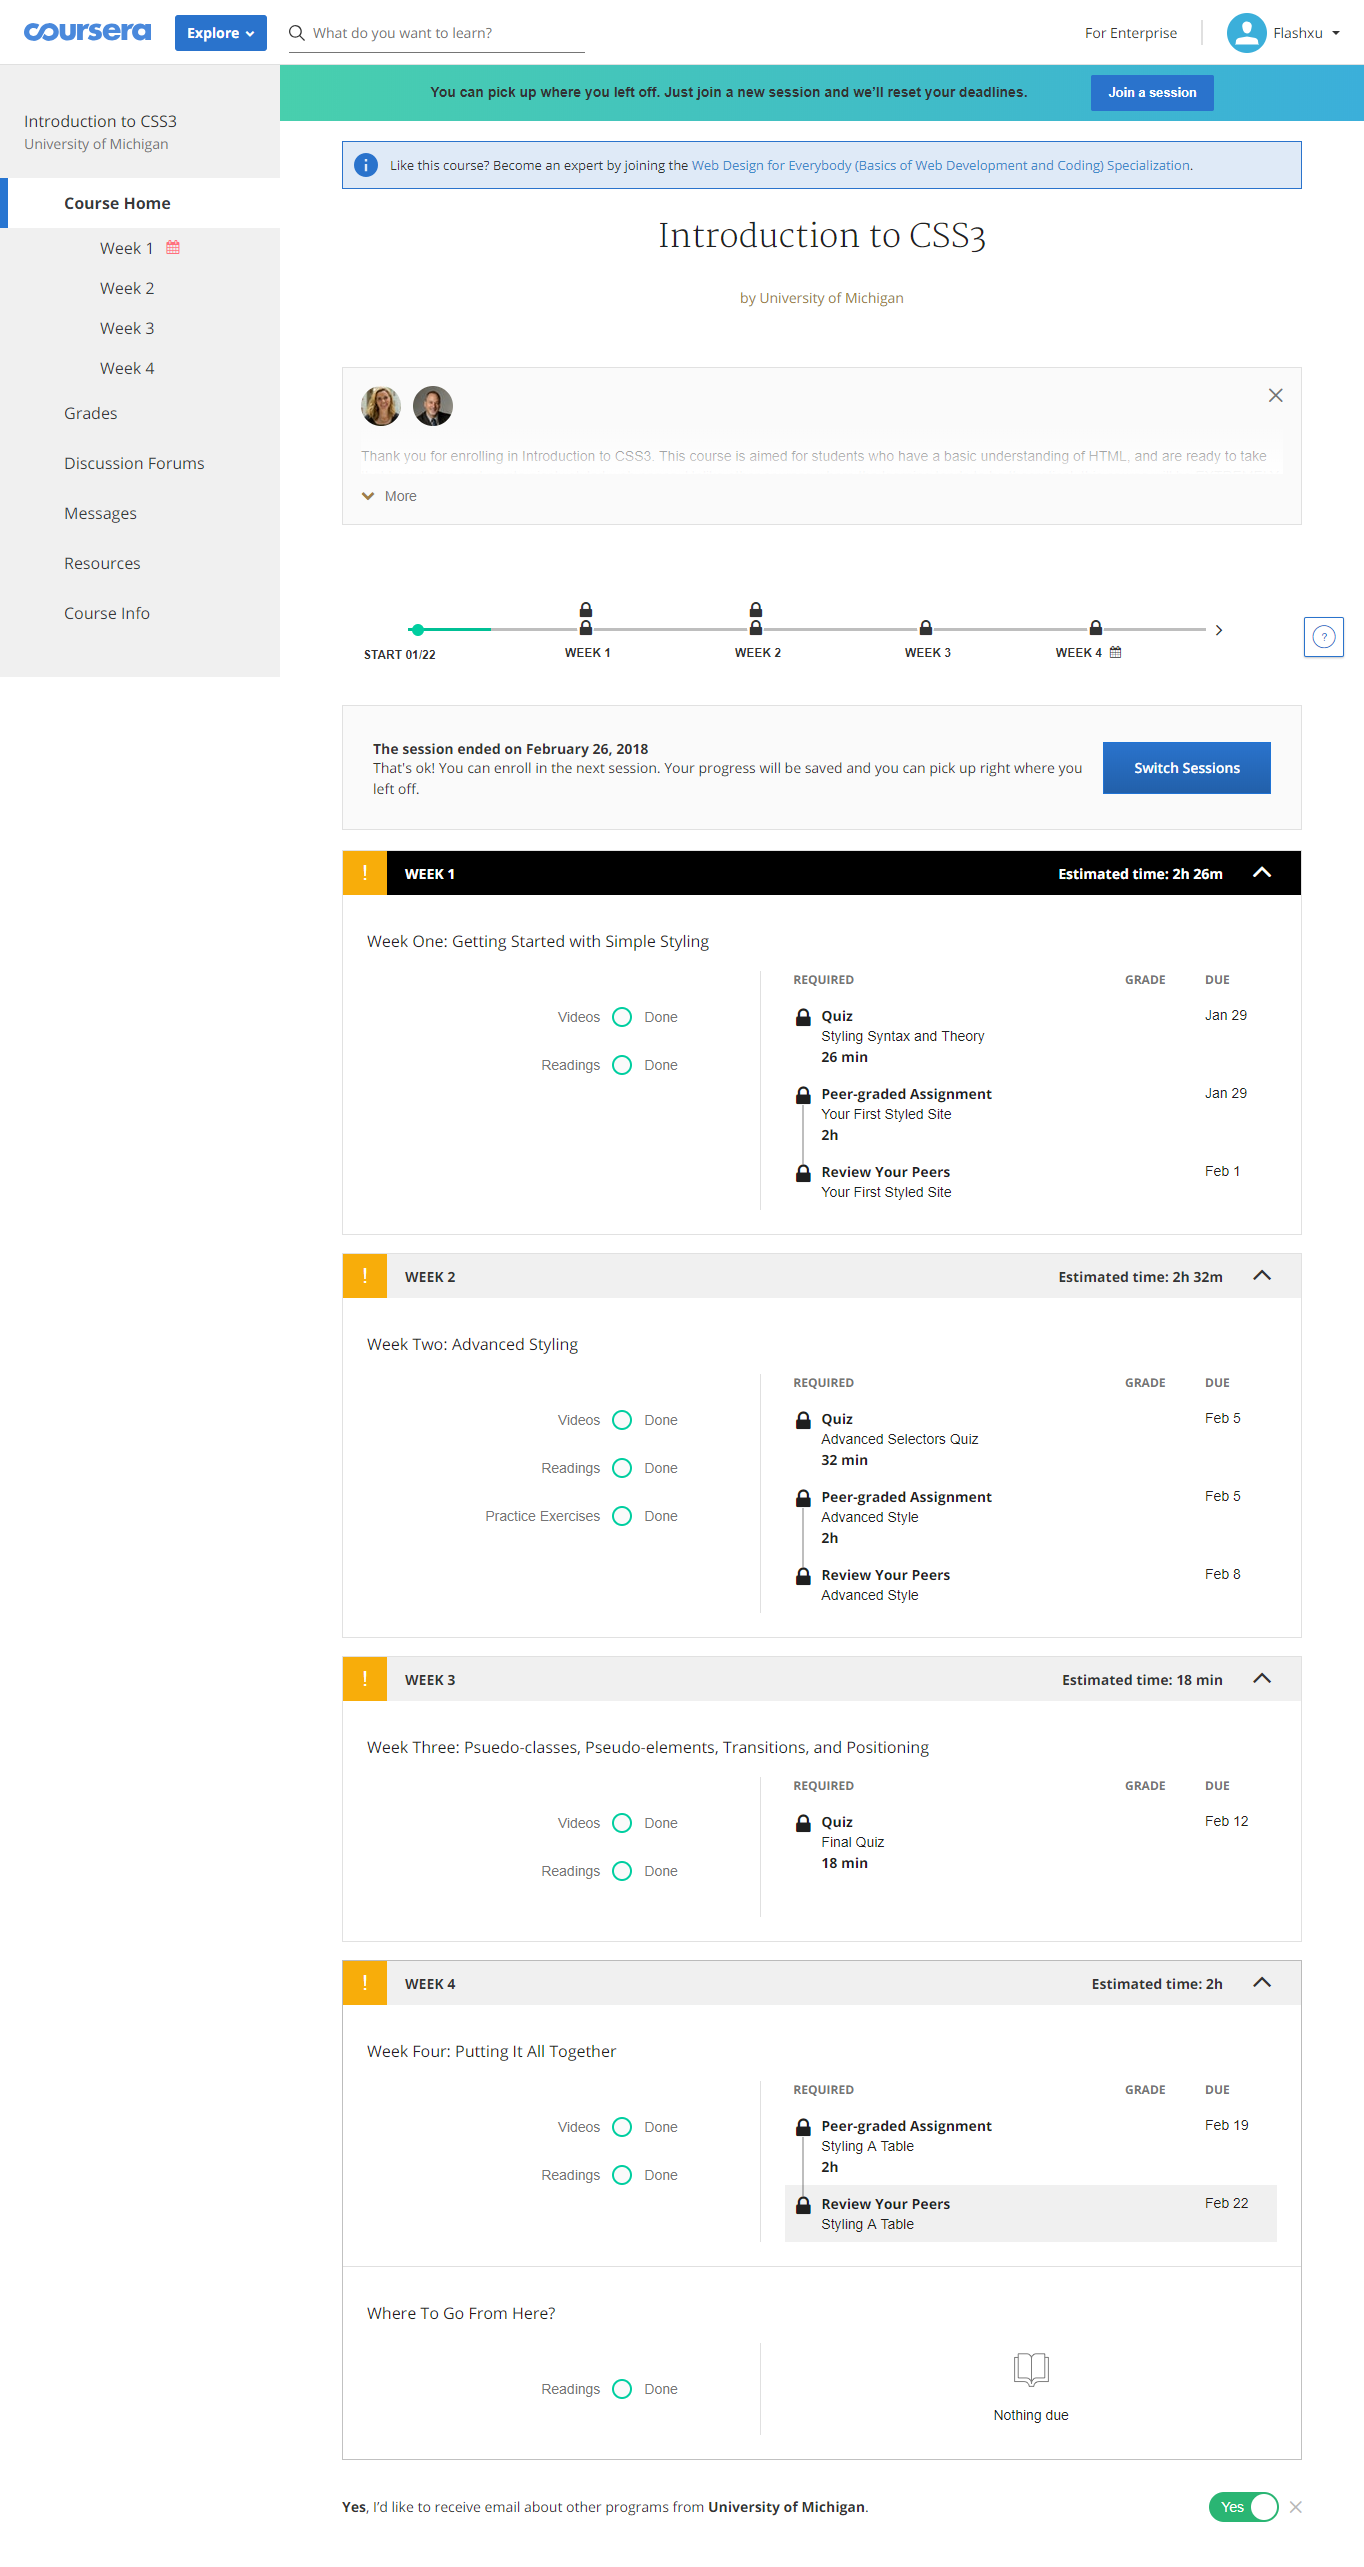 coursera
Explore
What do you want to learn?
For Enterprise
Flashxu
Introduction to CSS3
University of Michigan
Course Home
Week 1
Week 2
Week 3
Week 4
Grades
Discussion Forums
Messages
Resources
Course Info
You can pick up where you left off. Just join a new session and we'll reset your deadlines.
Join a session
Like this course? Become an expert by joining the Web Design for Everybody (Basics of Web Development and Coding) Specialization.
Introduction to CSS3
by University of Michigan
Thank you for enrolling in Introduction to CSS3. This course is aimed for students who have a basic understanding of HTML, and are ready to take
More
START 01/22
WEEK 1
WEEK 2
WEEK 3
WEEK 4
?
The session ended on February 26, 2018
That's ok! You can enroll in the next session. Your progress will be saved and you can pick up right where you
left off.
Switch Sessions
! WEEK 1 Estimated time: 2h 26m
Week One: Getting Started with Simple Styling
Videos Done
Readings Done
REQUIRED GRADE DUE
Quiz Jan 29
Styling Syntax and Theory
26 min
Peer-graded Assignment Jan 29
Your First Styled Site
2h
Review Your Peers Feb 1
Your First Styled Site
! WEEK 2 Estimated time: 2h 32m
Week Two: Advanced Styling
Videos Done
Readings Done
Practice Exercises Done
REQUIRED GRADE DUE
Quiz Feb 5
Advanced Selectors Quiz
32 min
Peer-graded Assignment Feb 5
Advanced Style
2h
Review Your Peers Feb 8
Advanced Style
! WEEK 3 Estimated time: 18 min
Week Three: Psuedo-classes, Pseudo-elements, Transitions, and Positioning
Videos Done
Readings Done
REQUIRED GRADE DUE
Quiz Feb 12
Final Quiz
18 min
! WEEK 4 Estimated time: 2h
Week Four: Putting It All Together
Videos Done
Readings Done
REQUIRED GRADE DUE
Peer-graded Assignment Feb 19
Styling A Table
2h
Review Your Peers Feb 22
Styling A Table
Where To Go From Here?
Readings Done
Nothing due
Yes, I'd like to receive email about other programs from University of Michigan.
Yes